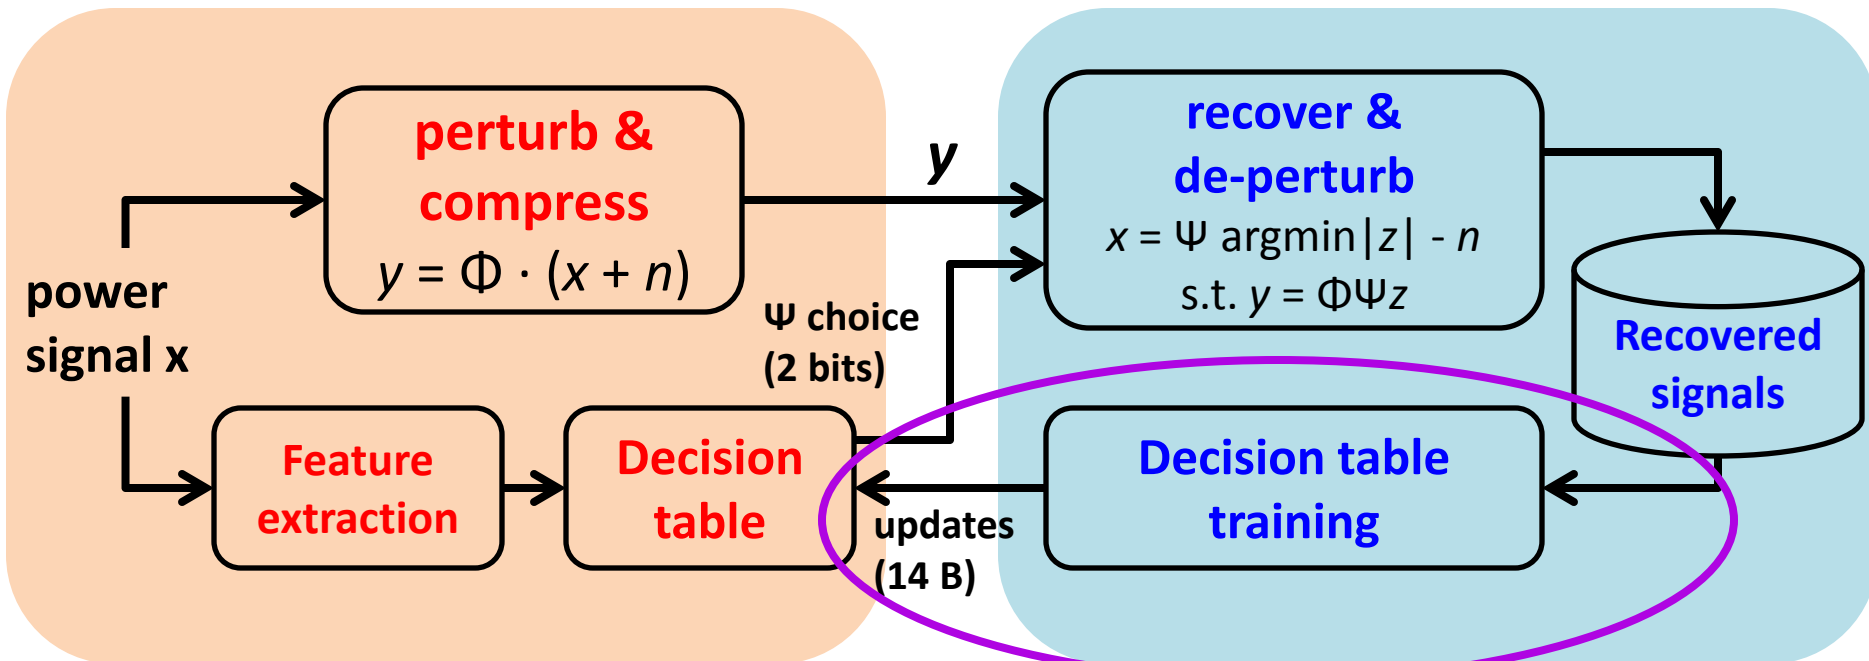 perturb &
compress
y = Φ · (x + n)
power
signal x
Feature
extraction
Decision
table
y
Ψ choice
(2 bits)
updates
(14 B)
recover &
de-perturb
x = Ψ argmin|z| - n
s.t. y = ΦΨz
Recovered
signals
Decision table
training